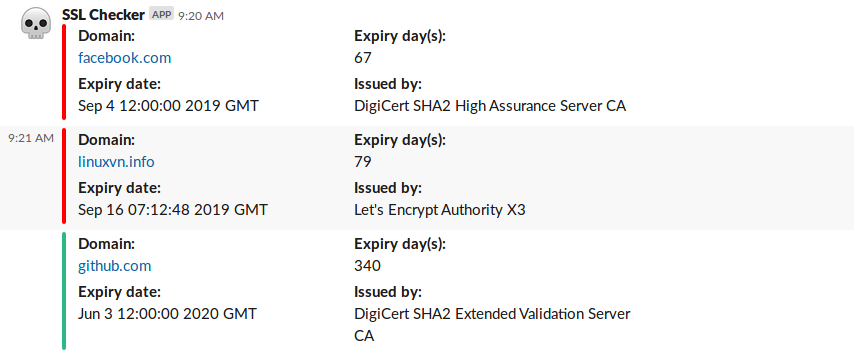 SSL Checker APP 9:20 AM
Domain: Expiry day(s):
facebook.com 67
Expiry date: Issued by:
Sep 4 12:00:00 2019 GMT DigiCert SHA2 High Assurance Server CA
9:21 AM Domain: Expiry day(s):
linuxvn.info 79
Expiry date: Issued by:
Sep 16 07:12:48 2019 GMT Let's Encrypt Authority X3
Domain: Expiry day(s):
github.com 340
Expiry date: Issued by:
Jun 3 12:00:00 2020 GMT DigiCert SHA2 Extended Validation Server
CA